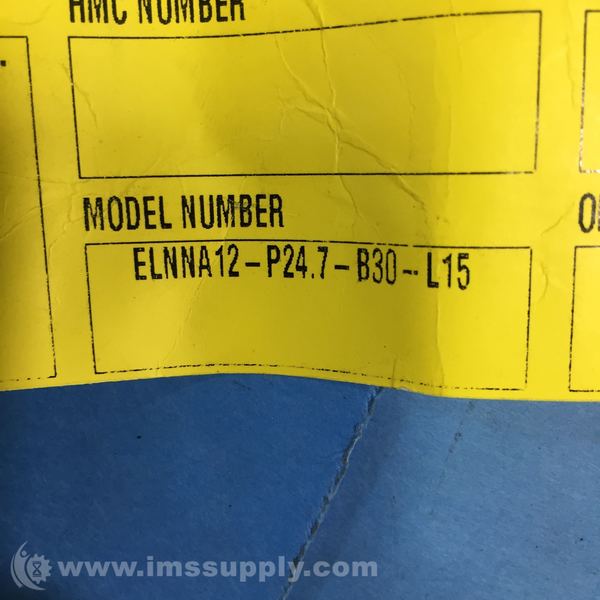 HMC NUMBER
MODEL NUMBER
ELNNA12-P24.7-B30-L15
www.imssupply.com